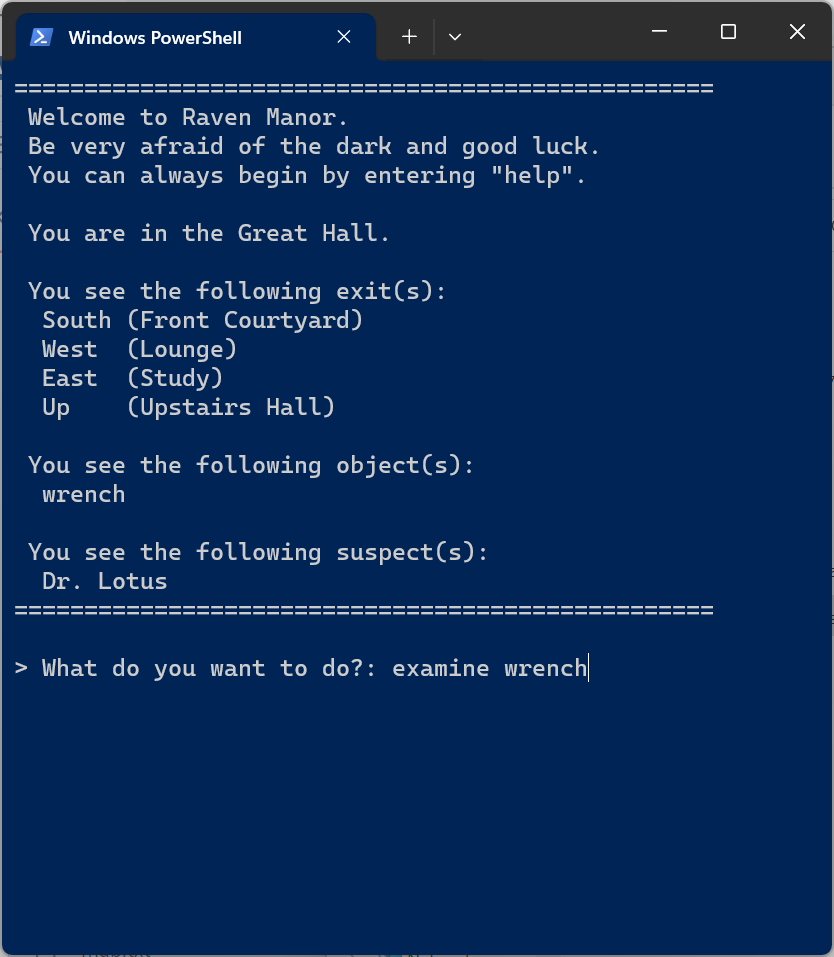 Windows PowerShell
==================================================
Welcome to Raven Manor.
Be very afraid of the dark and good luck.
You can always begin by entering "help".
You are in the Great Hall.
You see the following exit(s):
South (Front Courtyard)
West (Lounge)
East (Study)
Up (Upstairs Hall)
You see the following object(s):
wrench
You see the following suspect(s):
Dr. Lotus
==================================================
> What do you want to do?: examine wrench